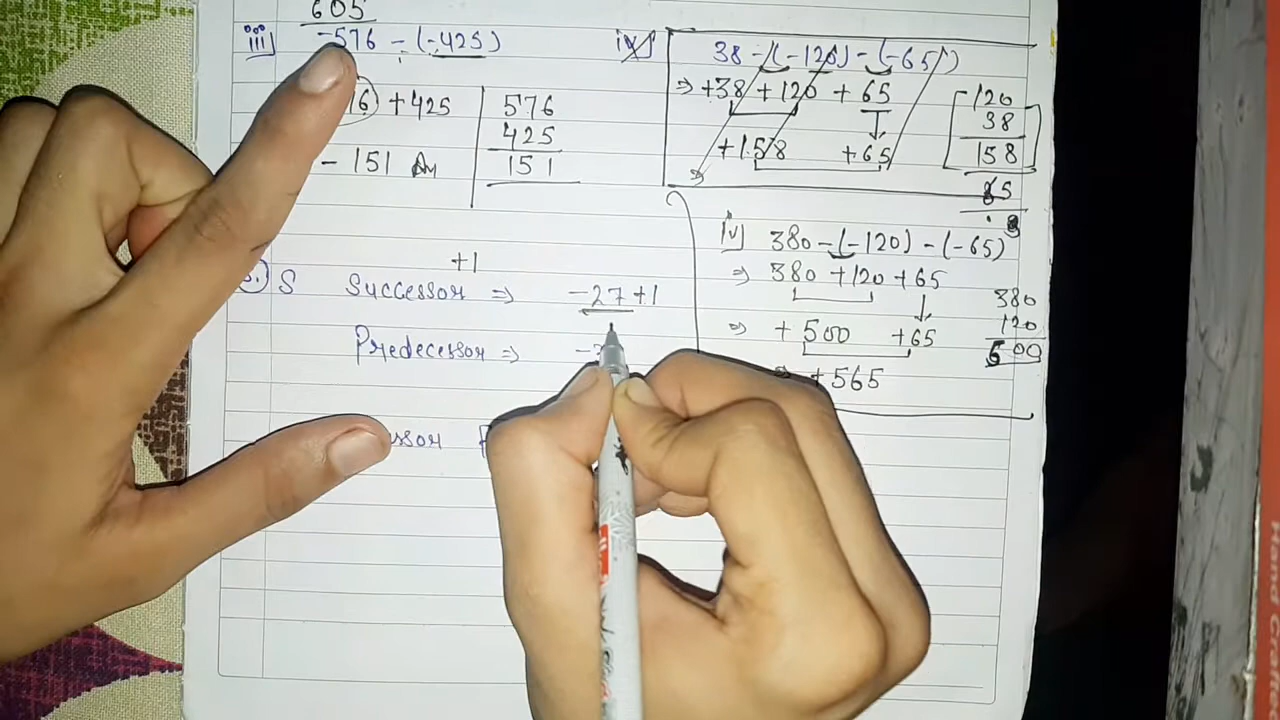 605
iii) -576 - (-425)
+425
- 151 Ans
576
425
151
iv) 38 - (-120) - (-65)
⇒ +38 + 120 + 65
+158 +65
⇒
120
38
158
+1
S Successor ⇒ -27+1
Predecessor ⇒
iv) 380 - (-120) - (-65)
⇒ 380 +120 +65
⇒ + 500 +65
⇒ +565
380
120
500